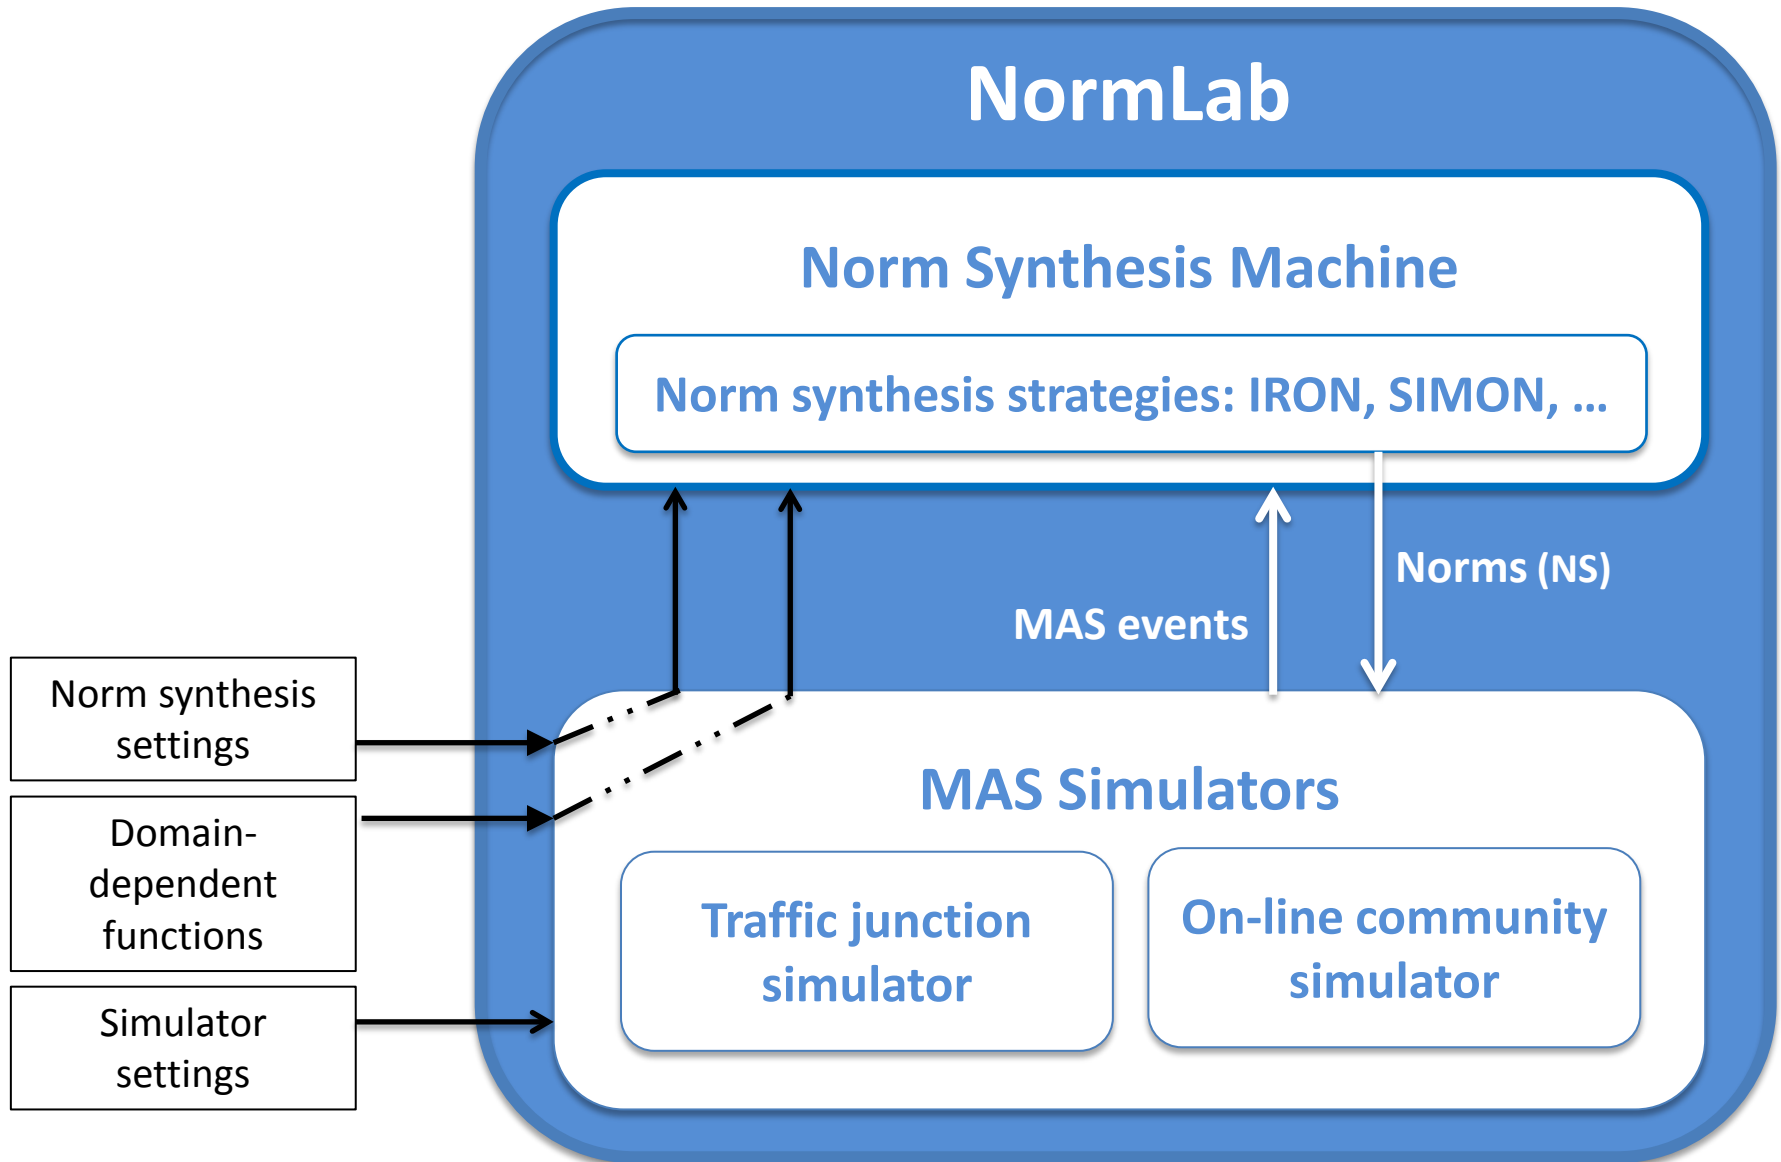 NormLab
Norm Synthesis Machine
Norm synthesis strategies: IRON, SIMON, ...
Norms (NS)
MAS events
Norm synthesis
settings
Domain-
dependent
functions
Simulator
settings
MAS Simulators
Traffic junction
simulator
On-line community
simulator